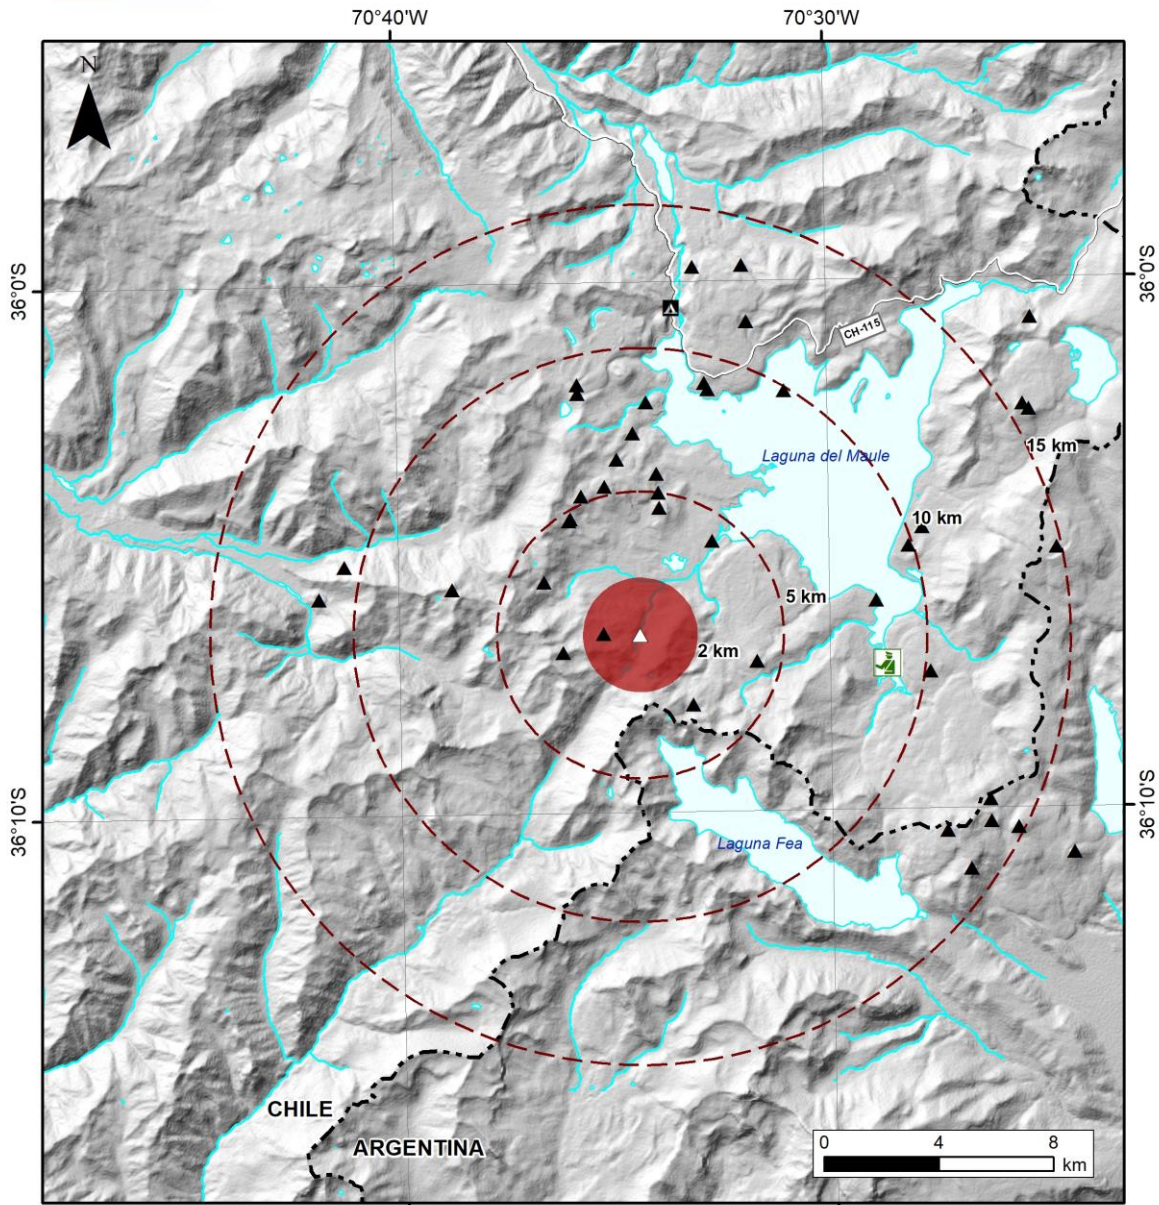 70°40'W
70°30'W
N
36°0'S
36°0'S
CH-115
15 km
Laguna del Maule
10 km
5 km
2 km
36°10'S
36°10'S
Laguna Fea
CHILE
ARGENTINA
0 4 8
km